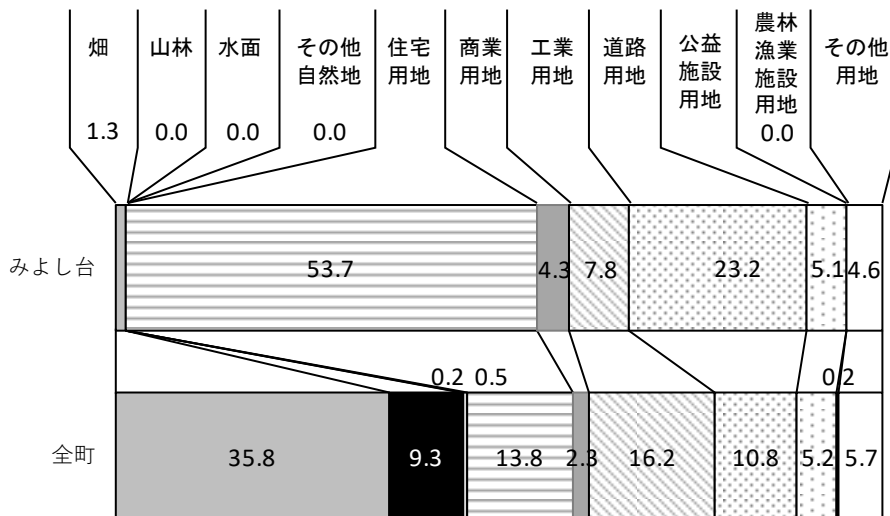 畑
山林
水面
その他
自然地
住宅
用地
商業
用地
工業
用地
道路
用地
公益
施設
用地
農林
漁業
施設
用地
その他
用地
1.3
0.0
0.0
0.0
0.0
みよし台
53.7
4.3
7.8
23.2
5.1
4.6
0.2
0.5
0.2
全町
35.8
9.3
13.8
2.3
16.2
10.8
5.2
5.7